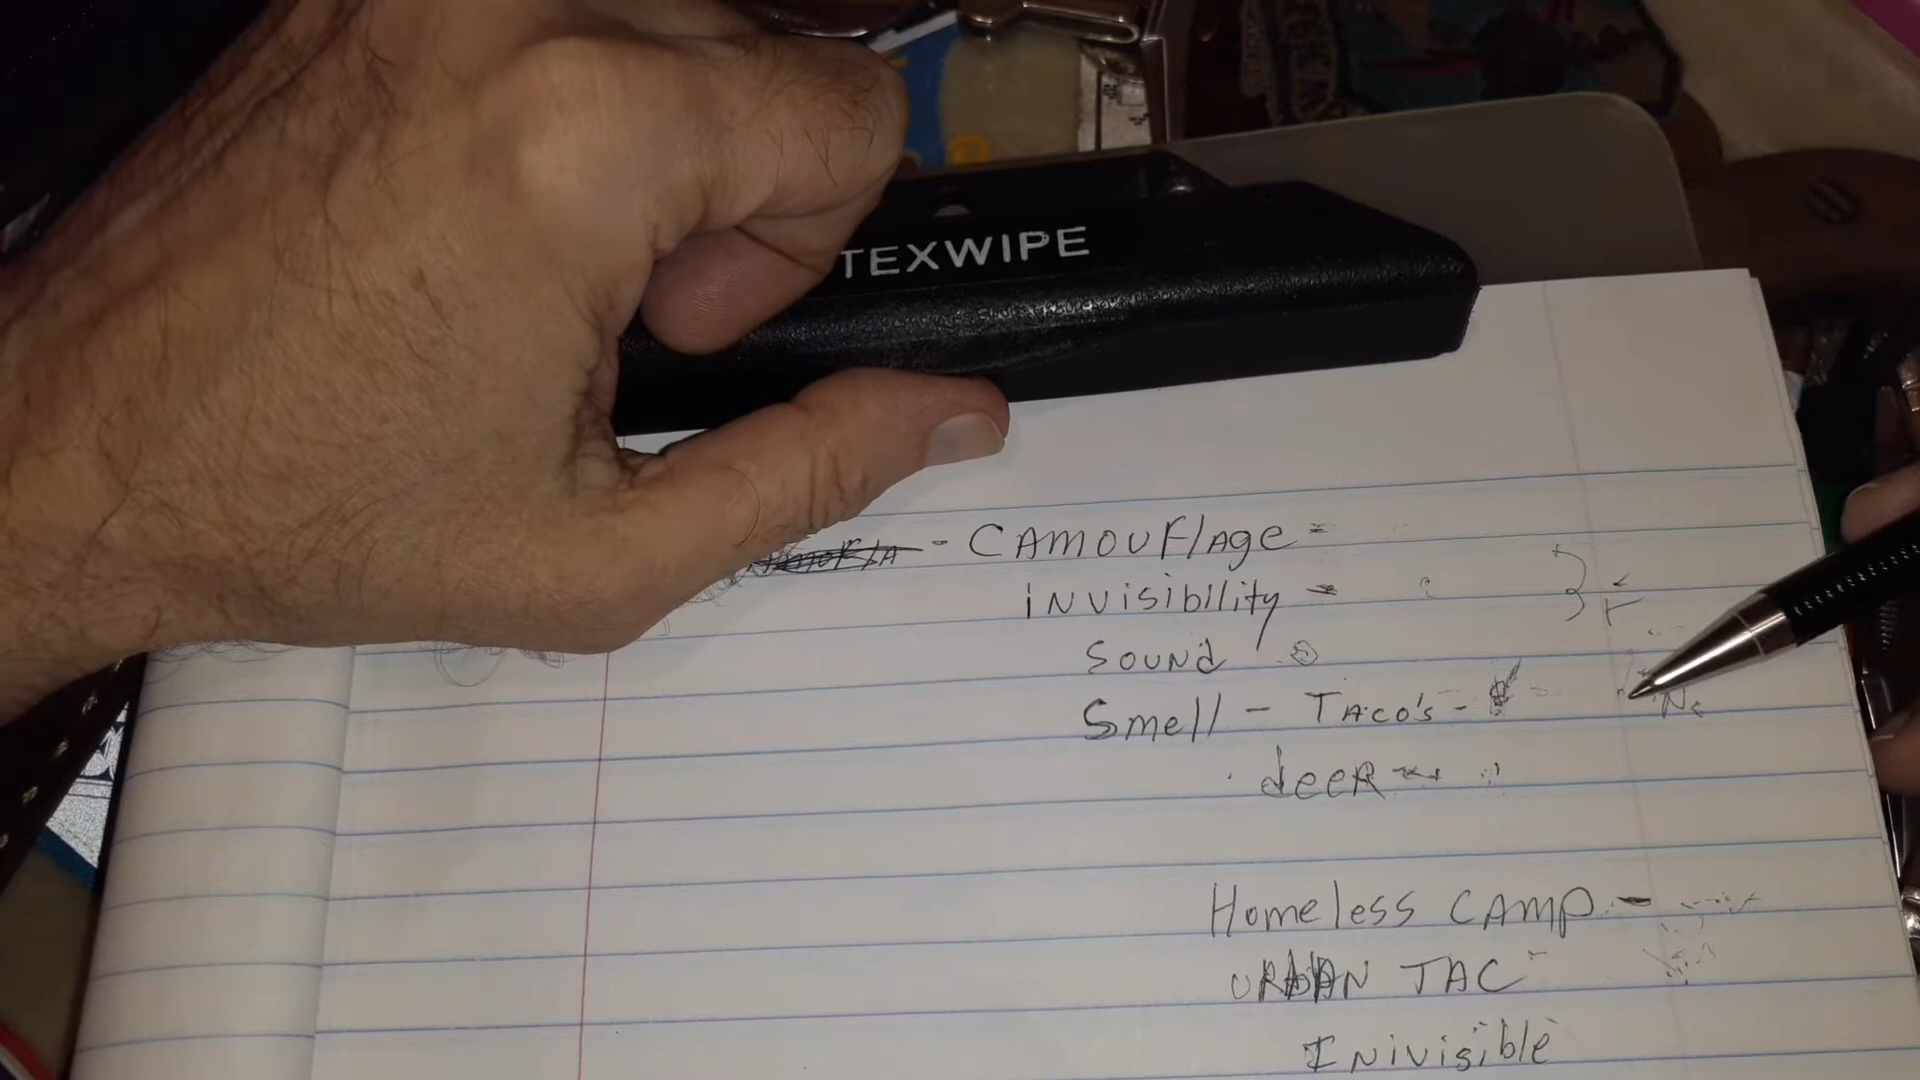 TEXWIPE
- CAMOUFlAge -
iNVisibility -
SOUNd
Smell - TACO's -
deeR -
Homeless CAMP -
URBAN TAC -
INivisible